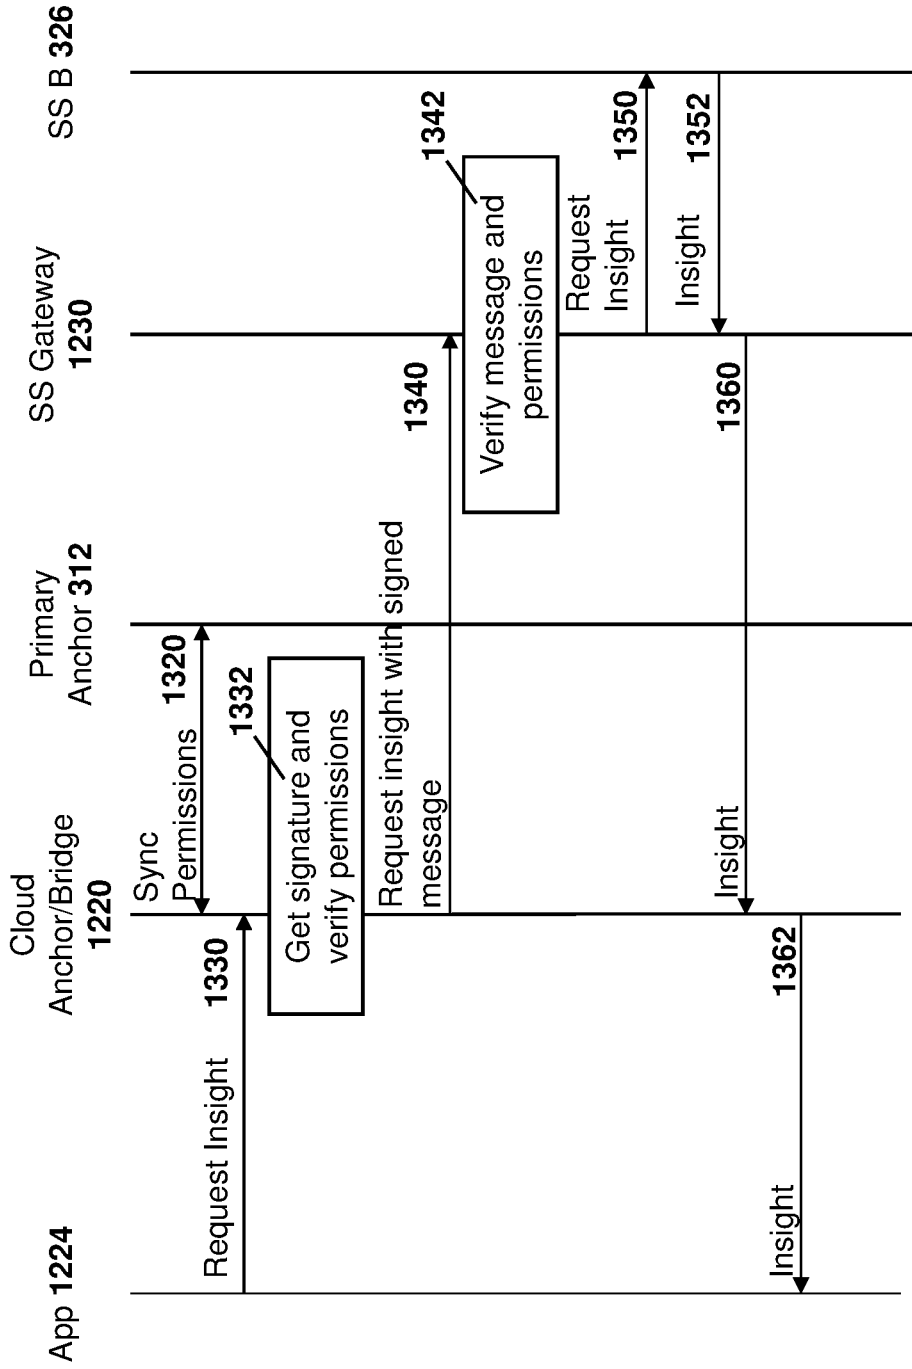 App 1224
Cloud
Anchor/Bridge
1220
Primary
Anchor 312
SS Gateway
1230
SS B 326
Sync
Permissions
1320
Request Insight
1330
1332
Get signature and
verify permissions
Request insight with signed
message
1340
1342
Verify message and
permissions
Request
Insight
1350
Insight
1352
Insight
1360
Insight
1362